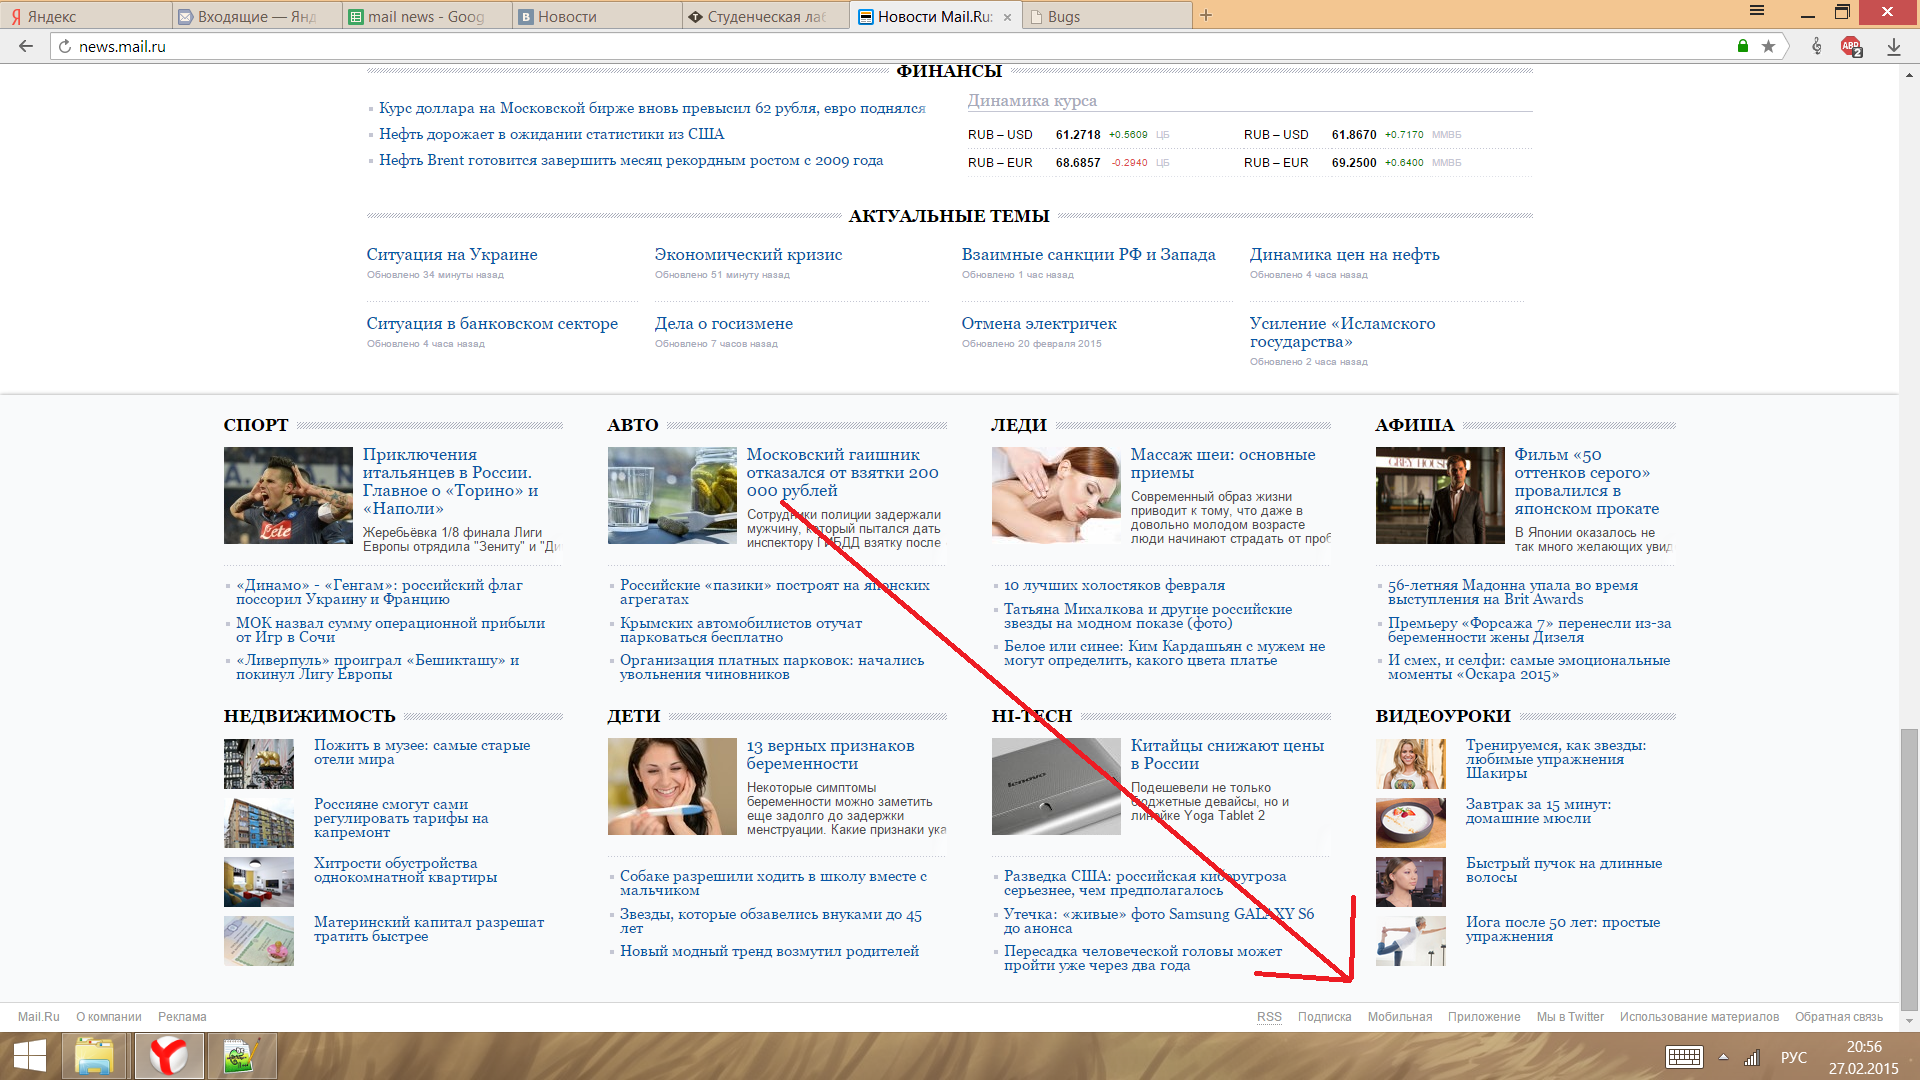 Яндекс
Входящие — Янд
mail news - Goog
Новости
Студенческая лаб
Новости Mail.Ru:
Bugs
news.mail.ru
ABP
2
ФИНАНСЫ
Курс доллара на Московской бирже вновь превысил 62 рубля, евро поднялся
Нефть дорожает в ожидании статистики из США
Нефть Brent готовится завершить месяц рекордным ростом с 2009 года
Динамика курса
RUB – USD 61.2718 +0.5609 ЦБ
RUB – USD 61.8670 +0.7170 ММВБ
RUB – EUR 68.6857 -0.2940 ЦБ
RUB – EUR 69.2500 +0.6400 ММВБ
АКТУАЛЬНЫЕ ТЕМЫ
Ситуация на Украине
Обновлено 34 минуты назад
Экономический кризис
Обновлено 51 минуту назад
Взаимные санкции РФ и Запада
Обновлено 1 час назад
Динамика цен на нефть
Обновлено 4 часа назад
Ситуация в банковском секторе
Обновлено 4 часа назад
Дела о госизмене
Обновлено 7 часов назад
Отмена электричек
Обновлено 20 февраля 2015
Усиление «Исламского
государства»
Обновлено 2 часа назад
СПОРТ
Приключения
итальянцев в России.
Главное о «Торино» и
«Наполи»
Жеребьёвка 1/8 финала Лиги
Европы отрядила "Зениту" и "Ди
Lete
«Динамо» - «Генгам»: российский флаг
поссорил Украину и Францию
МОК назвал сумму операционной прибыли
от Игр в Сочи
«Ливерпуль» проиграл «Бешикташу» и
покинул Лигу Европы
АВТО
Московский гаишник
отказался от взятки 200
000 рублей
Сотрудники полиции задержали
мужчину, который пытался дать
инспектору ГИБДД взятку после
Российские «пазики» построят на японских
агрегатах
Крымских автомобилистов отучат
парковаться бесплатно
Организация платных парковок: начались
увольнения чиновников
ЛЕДИ
Массаж шеи: основные
приемы
Современный образ жизни
приводит к тому, что даже в
довольно молодом возрасте
люди начинают страдать от проб
10 лучших холостяков февраля
Татьяна Михалкова и другие российские
звезды на модном показе (фото)
Белое или синее: Ким Кардашьян с мужем не
могут определить, какого цвета платье
АФИША
GREY HOUSE
Фильм «50
оттенков серого»
провалился в
японском прокате
В Японии оказалось не
так много желающих увид
56-летняя Мадонна упала во время
выступления на Brit Awards
Премьеру «Форсажа 7» перенесли из-за
беременности жены Дизеля
И смех, и селфи: самые эмоциональные
моменты «Оскара 2015»
НЕДВИЖИМОСТЬ
Пожить в музее: самые старые
отели мира
Россияне смогут сами
регулировать тарифы на
капремонт
Хитрости обустройства
однокомнатной квартиры
Материнский капитал разрешат
тратить быстрее
ДЕТИ
13 верных признаков
беременности
Некоторые симптомы
беременности можно заметить
еще задолго до задержки
менструации. Какие признаки ука
Собаке разрешили ходить в школу вместе с
мальчиком
Звезды, которые обзавелись внуками до 45
лет
Новый модный тренд возмутил родителей
HI-TECH
lenovo
Китайцы снижают цены
в России
Подешевели не только
бюджетные девайсы, но и
линейке Yoga Tablet 2
Разведка США: российская киберугроза
серьезнее, чем предполагалось
Утечка: «живые» фото Samsung GALAXY S6
до анонса
Пересадка человеческой головы может
пройти уже через два года
ВИДЕОУРОКИ
Тренируемся, как звезды:
любимые упражнения
Шакиры
Завтрак за 15 минут:
домашние мюсли
Быстрый пучок на длинные
волосы
Йога после 50 лет: простые
упражнения
Mail.Ru О компании Реклама
RSS Подписка Мобильная Приложение Мы в Twitter Использование материалов Обратная связь
РУС
20:56
27.02.2015